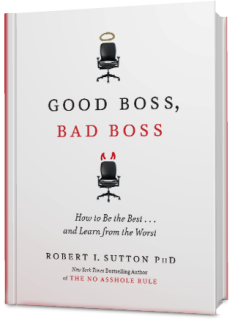 GOOD BOSS,
BAD BOSS
How to Be the Best . . .
and Learn from the Worst
ROBERT I. SUTTON PHD
New York Times Bestselling Author
of THE NO ASSHOLE RULE